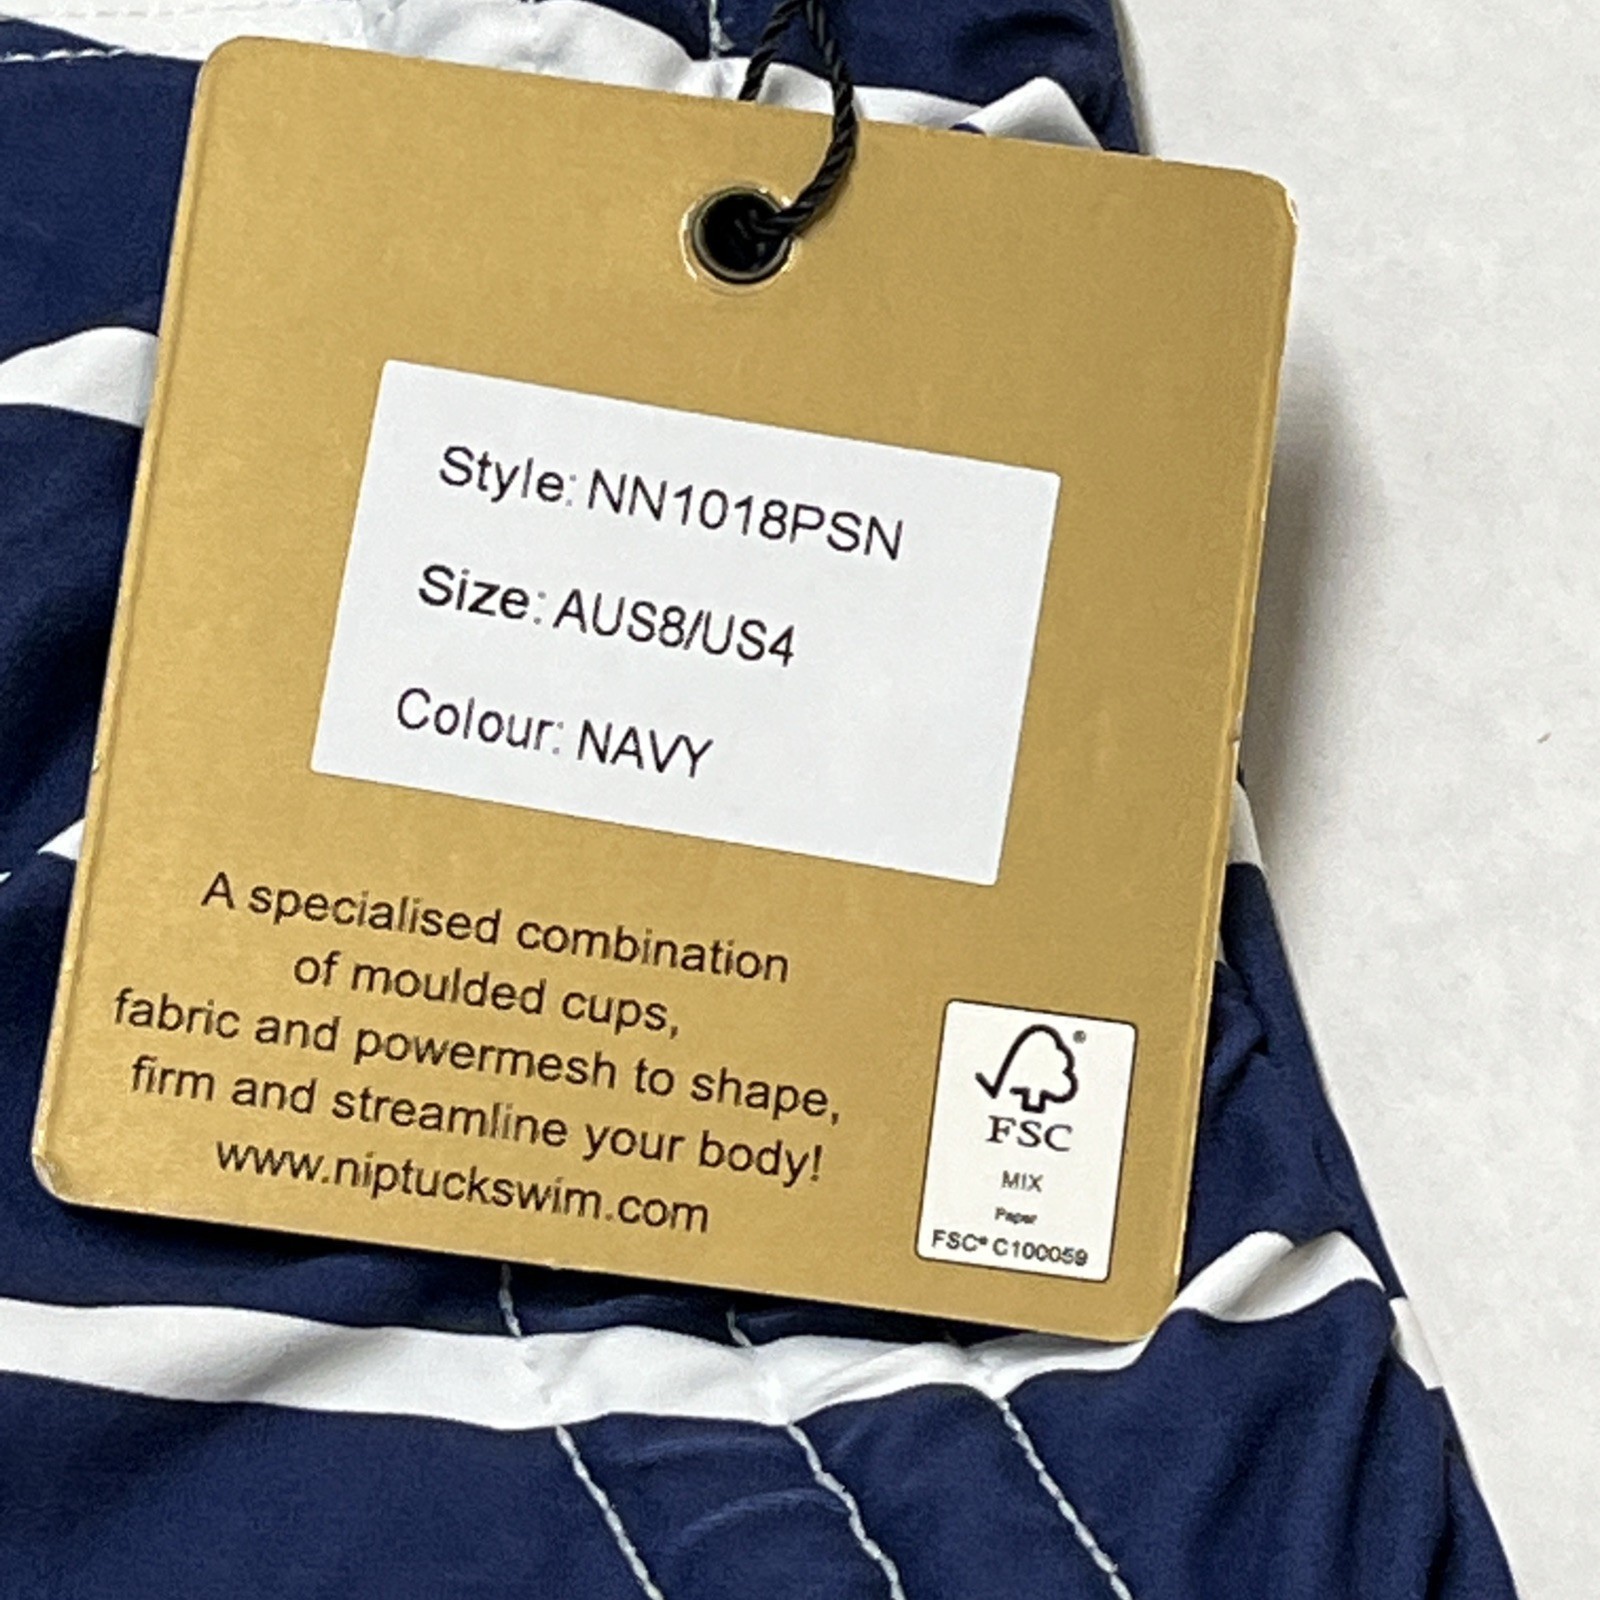 Style: NN1018PSN
Size: AUS8/US4
Colour: NAVY
A specialised combination
of moulded cups,
fabric and powermesh to shape,
firm and streamline your body!
www.niptuckswim.com
®
FSC
MIX
Paper
FSC® C100059